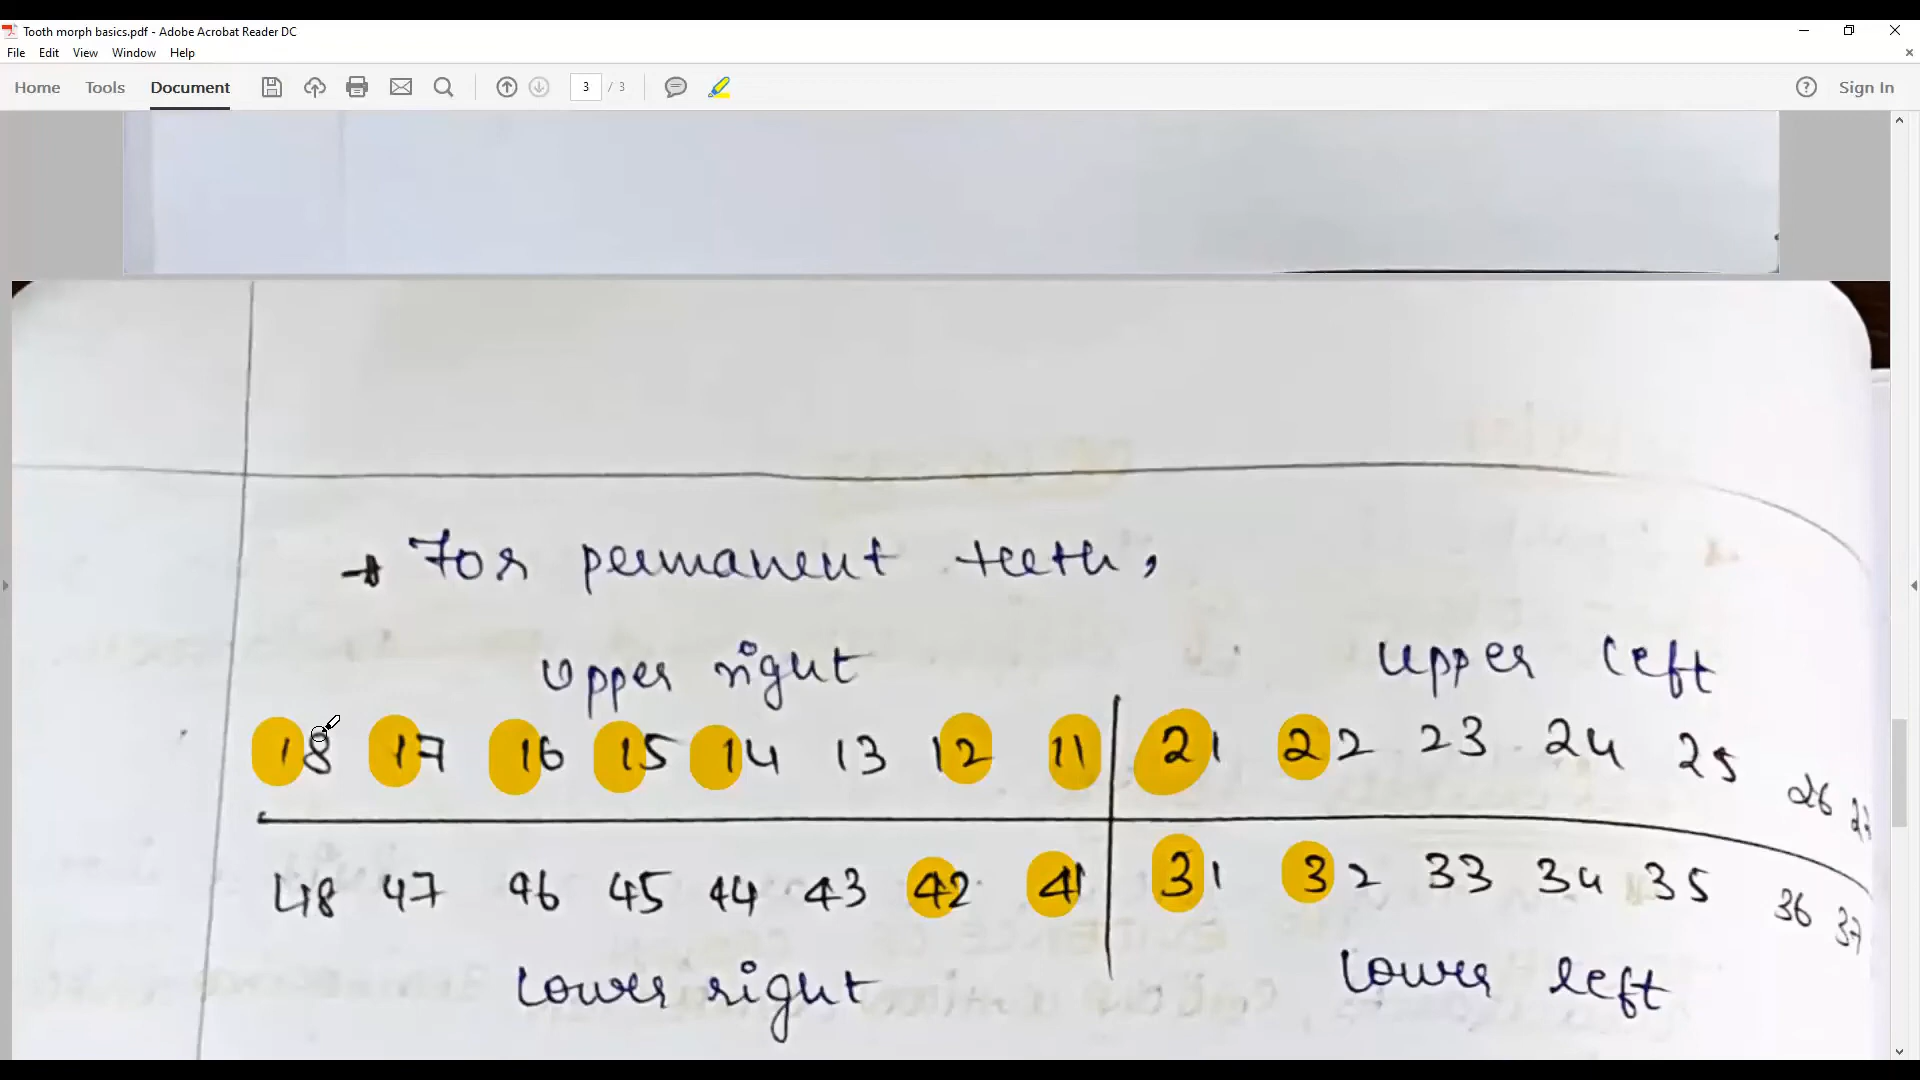 Tooth morph basics.pdf - Adobe Acrobat Reader DC
File Edit View Window Help
Home Tools Document 3 / 3 Sign In
For permanent teeth,
Upper right Upper left
18 17 16 15 14 13 12 11 21 22 23 24 25 26 27
48 47 46 45 44 43 42 41 31 32 33 34 35 36 37
Lower right Lower left